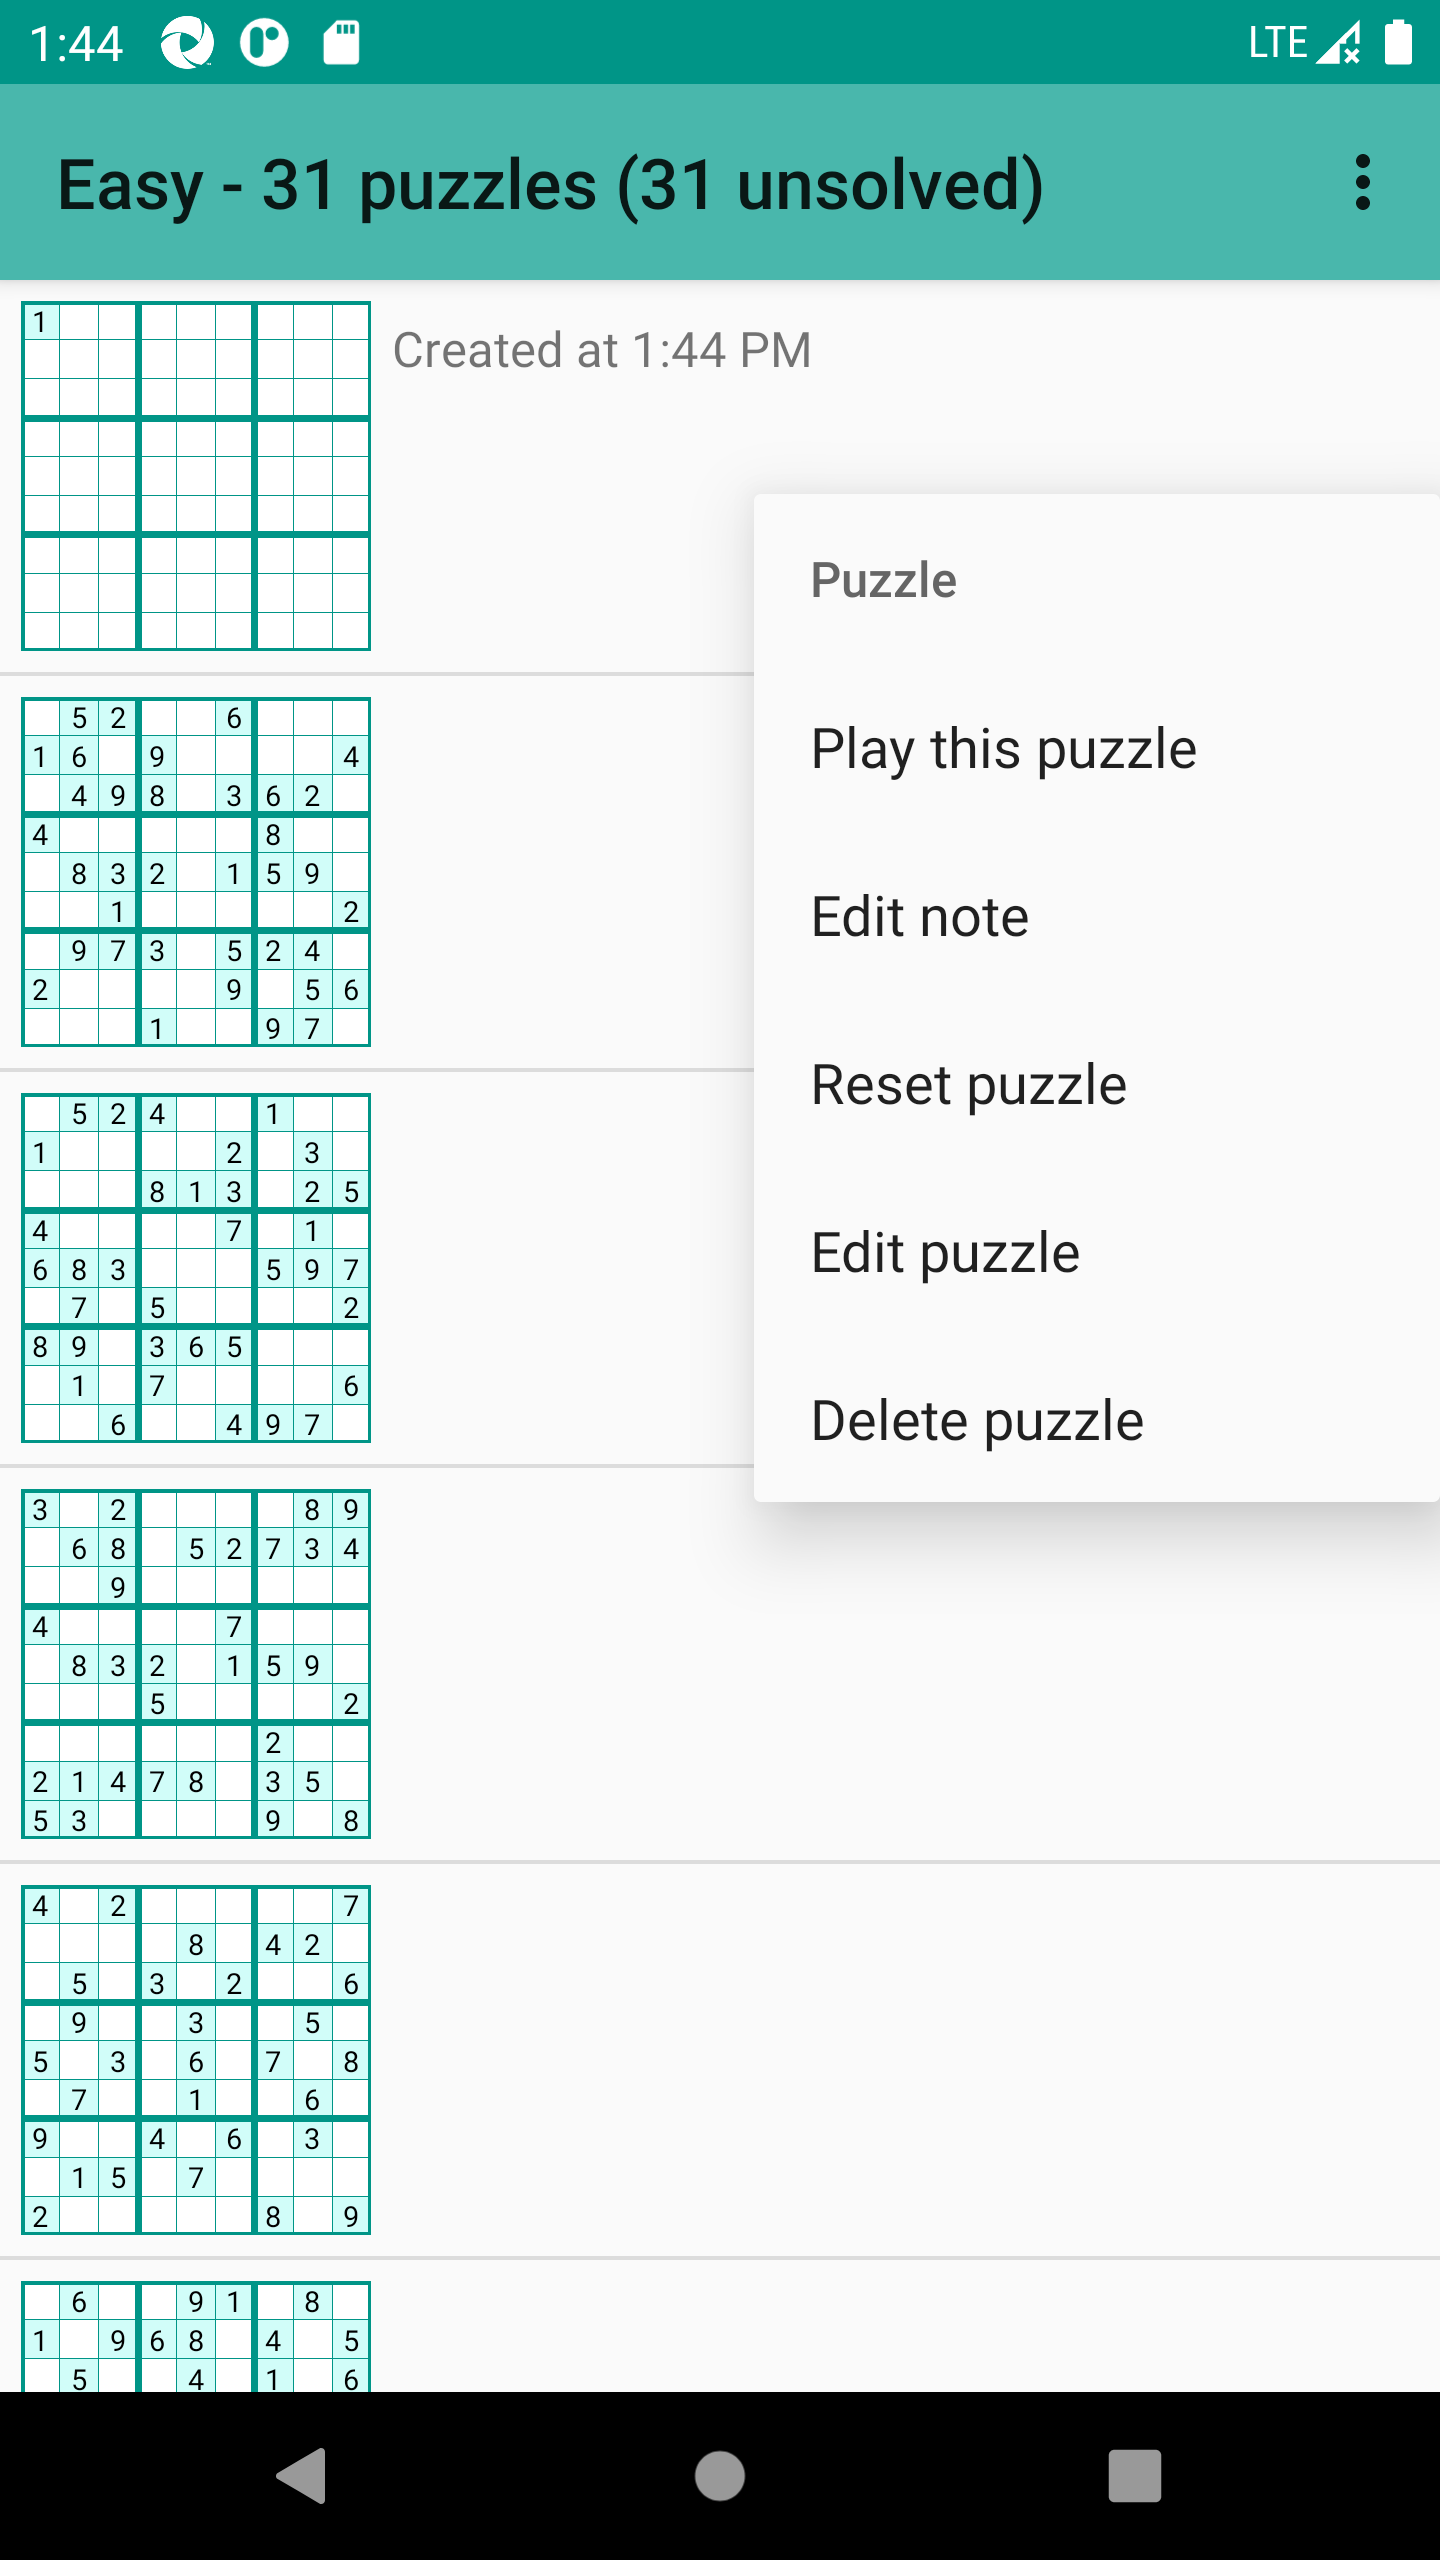 1:44 LTE
Easy - 31 puzzles (31 unsolved)
1
Created at 1:44 PM
Puzzle
Play this puzzle
Edit note
Reset puzzle
Edit puzzle
Delete puzzle
5 2 6
1 6 9 4
4 9 8 3 6 2
4 8
8 3 2 1 5 9
1 2
9 7 3 5 2 4
2 9 5 6
1 9 7
5 2 4 1
1 2 3
8 1 3 2 5
4 7 1
6 8 3 5 9 7
7 5 2
8 9 3 6 5
1 7 6
6 4 9 7
3 2 8 9
6 8 5 2 7 3 4
9
4 7
8 3 2 1 5 9
5 2
2
2 1 4 7 8 3 5
5 3 9 8
4 2 7
8 4 2
5 3 2 6
9 3 5
5 3 6 7 8
7 1 6
9 4 6 3
1 5 7
2 8 9
6 9 1 8
1 9 6 8 4 5
5 4 1 6